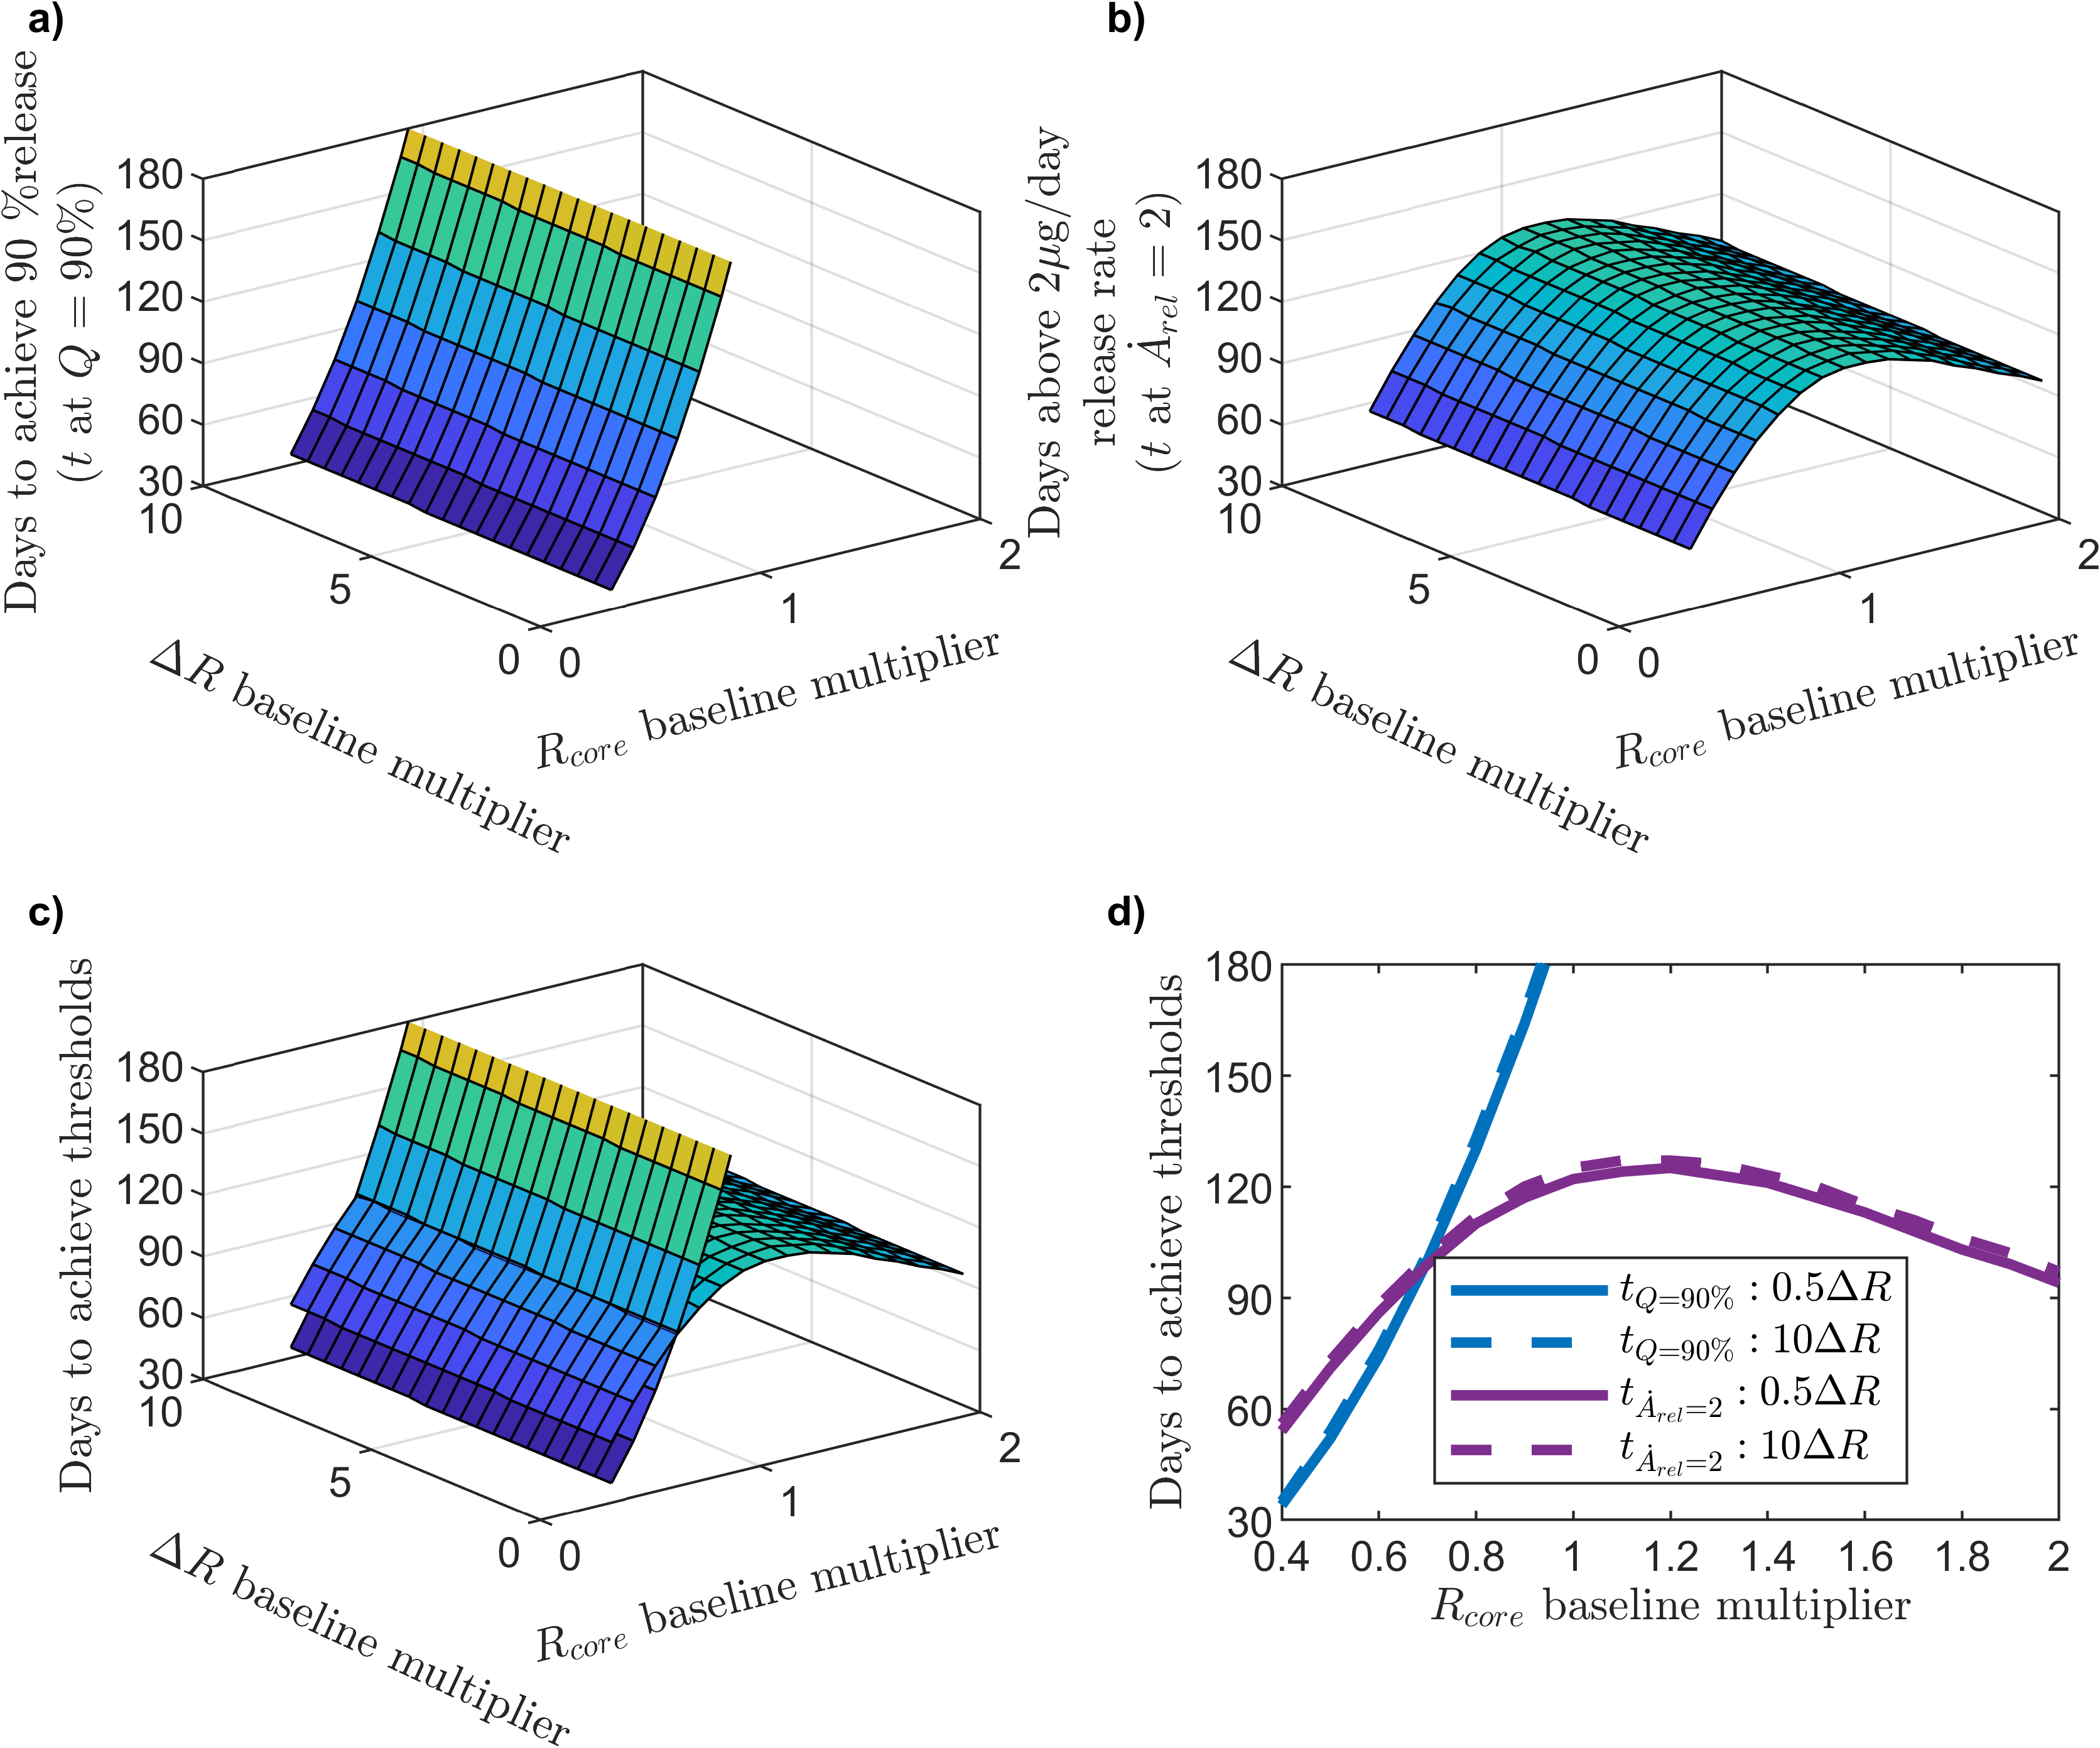 a)
Days to achieve 90 %release
(t at Q = 90%)
180
150
120
90
60
30
10
5
0
0
1
2
ΔR baseline multiplier
R_core baseline multiplier
b)
Days above 2μg/day
release rate
(t at Ȧ_rel = 2)
180
150
120
90
60
30
10
5
0
0
1
2
ΔR baseline multiplier
R_core baseline multiplier
c)
Days to achieve thresholds
180
150
120
90
60
30
10
5
0
0
1
2
ΔR baseline multiplier
R_core baseline multiplier
d)
Days to achieve thresholds
180
150
120
90
60
30
t_Q=90% : 0.5ΔR
t_Q=90% : 10ΔR
t_Ȧ_rel=2 : 0.5ΔR
t_Ȧ_rel=2 : 10ΔR
0.4 0.6 0.8 1 1.2 1.4 1.6 1.8 2
R_core baseline multiplier